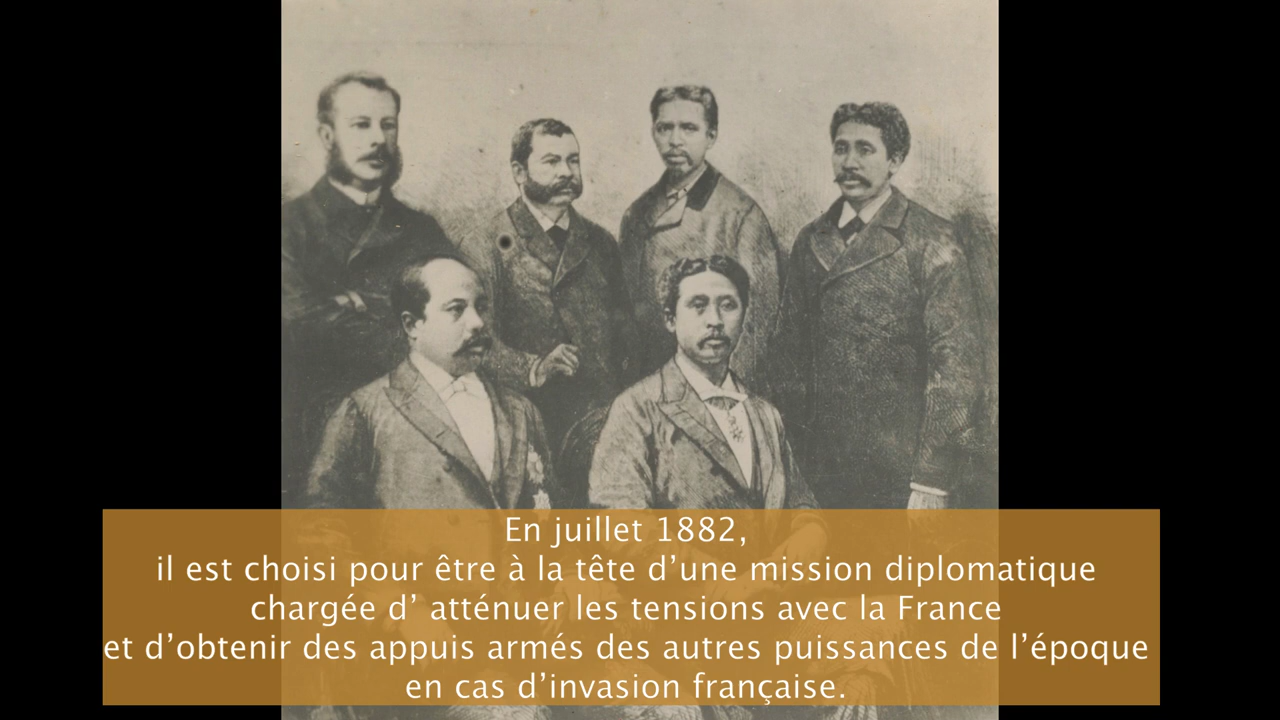 En juillet 1882,
il est choisi pour être à la tête d’une mission diplomatique
chargée d’ atténuer les tensions avec la France
et d’obtenir des appuis armés des autres puissances de l’époque
en cas d’invasion française.